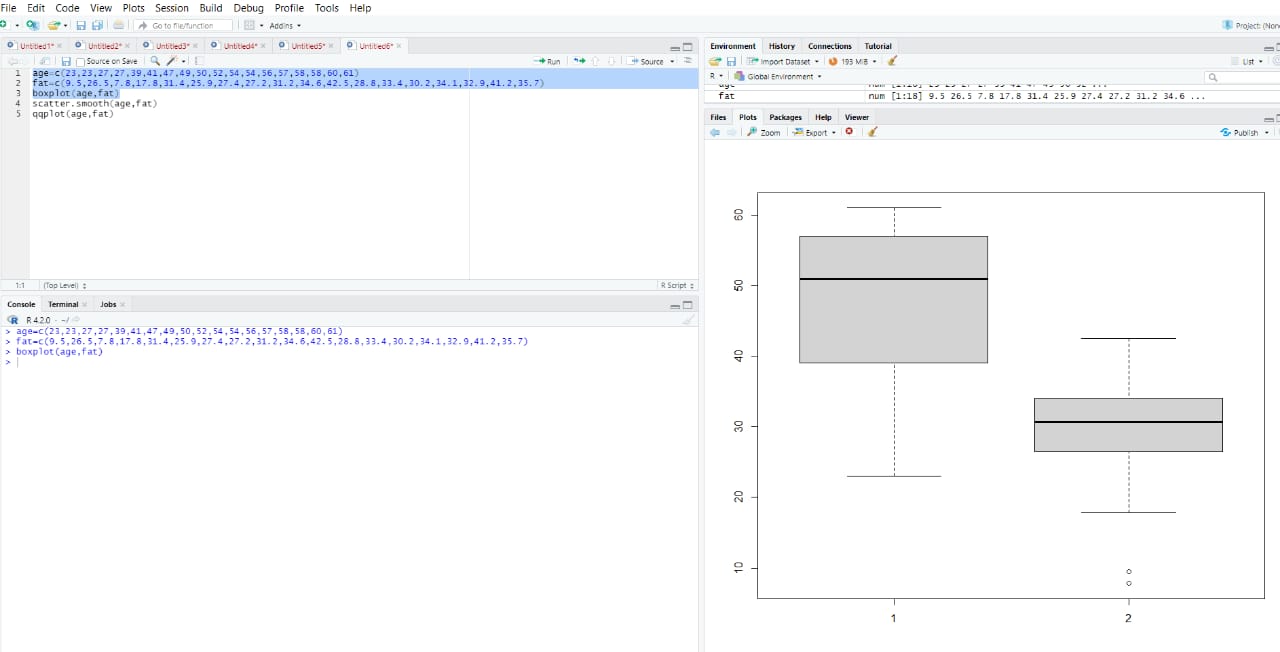 File Edit Code View Plots Session Build Debug Profile Tools Help
Go to file/function Addins
Project: (Non
Untitled1* Untitled2* Untitled3* Untitled4* Untitled5* Untitled6*
Source on Save Run Source
1 age=c(23,23,27,27,39,41,47,49,50,52,54,54,56,57,58,58,60,61)
2 fat=c(9.5,26.5,7.8,17.8,31.4,25.9,27.4,27.2,31.2,34.6,42.5,28.8,33.4,30.2,34.1,32.9,41.2,35.7)
3 boxplot(age,fat)
4 scatter.smooth(age,fat)
5 qqplot(age,fat)
1:1 (Top Level) R Script
Console Terminal Jobs
R 4.2.0 · ~/
> age=c(23,23,27,27,39,41,47,49,50,52,54,54,56,57,58,58,60,61)
> fat=c(9.5,26.5,7.8,17.8,31.4,25.9,27.4,27.2,31.2,34.6,42.5,28.8,33.4,30.2,34.1,32.9,41.2,35.7)
> boxplot(age,fat)
>
Environment History Connections Tutorial
Import Dataset 193 MiB List
R Global Environment
fat num [1:18] 9.5 26.5 7.8 17.8 31.4 25.9 27.4 27.2 31.2 34.6 ...
Files Plots Packages Help Viewer
Zoom Export Publish
60
50
40
30
20
10
1 2